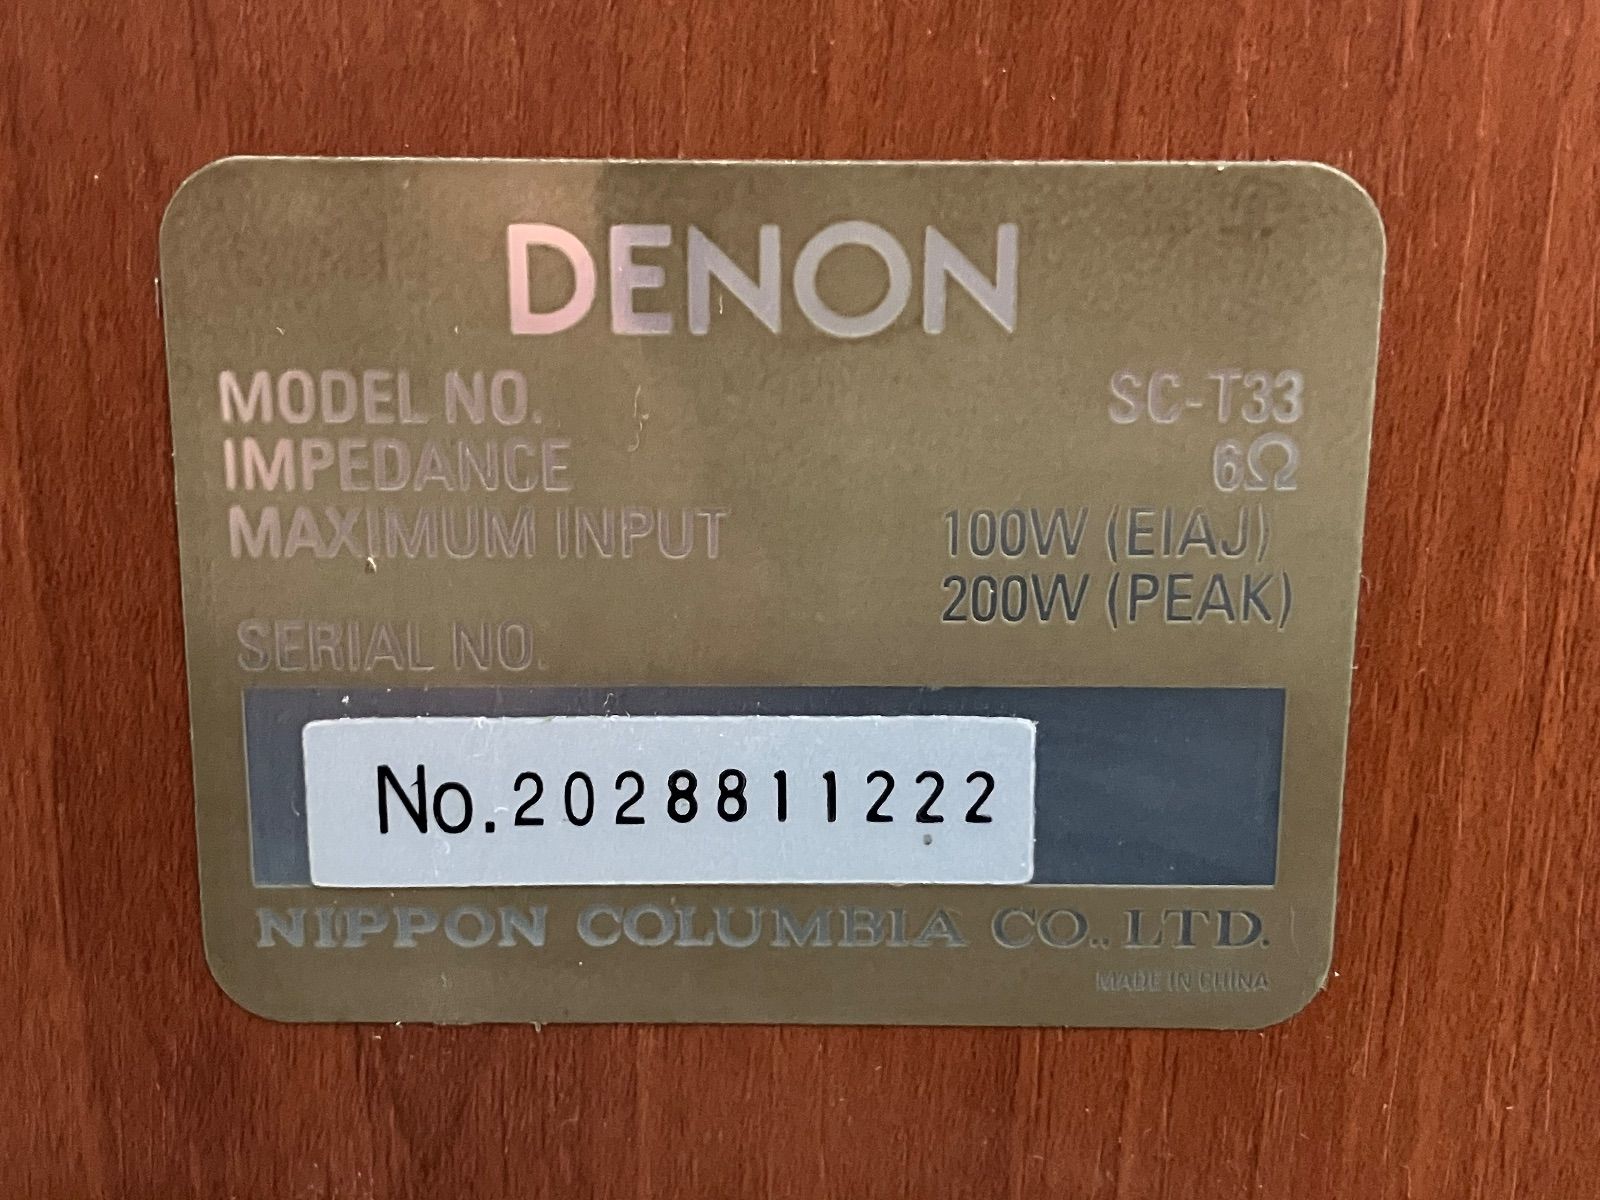 DENON
MODEL NO. SC-T33
IMPEDANCE 6Ω
MAXIMUM INPUT 100W (EIAJ)
200W (PEAK)
SERIAL NO.
No.2028811222
NIPPON COLUMBIA CO., LTD.
MADE IN CHINA